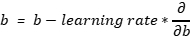 b = b − learning rate * ∂/∂b